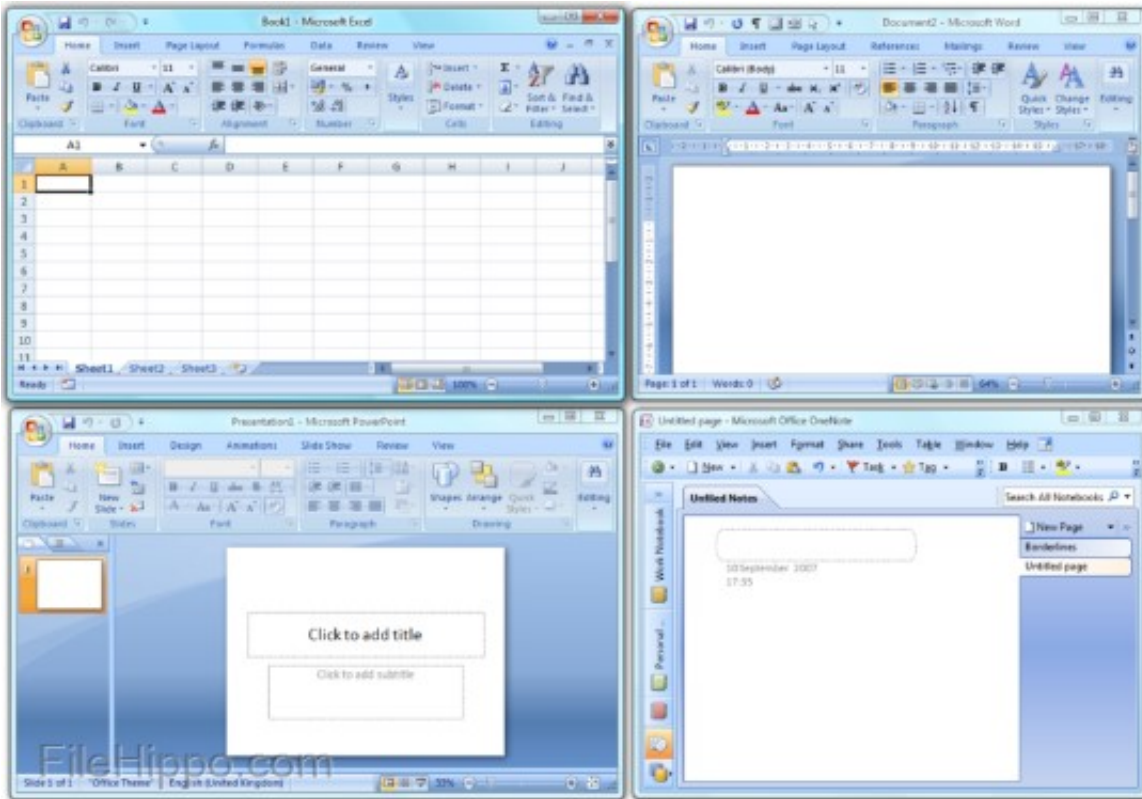 Book1 - Microsoft Excel
Home Insert Page Layout Formulas Data Review View
Calibri 11 General Insert Σ
Paste B I U A A % Styles Delete Sort & Filter Find & Select
Format
Clipboard Font Alignment Number Cells Editing
A1 fx
A B C D E F G H I J
1
2
3
4
5
6
7
8
9
10
11
Sheet1 Sheet2 Sheet3
Ready 100%
Document2 - Microsoft Word
Home Insert Page Layout References Mailings Review View
Calibri (Body) 11
Paste B I U abc Quick Styles Change Styles Editing
Aa A A
Clipboard Font Paragraph Styles
Page: 1 of 1 Words: 0 64%
Presentation1 - Microsoft PowerPoint
Home Insert Design Animations Slide Show Review View
Paste New Slide B I U abc Shapes Arrange Quick Styles Editing
Clipboard Slides Font Paragraph Drawing
1
Click to add title
Click to add subtitle
FileHippo.com
Slide 1 of 1 "Office Theme" English (United Kingdom) 33%
Untitled page - Microsoft Office OneNote
File Edit View Insert Format Share Tools Table Window Help
New Task Tag B
Untitled Notes Search All Notebooks
New Page
Borderlines
Untitled page
10 September 2007
17:35
Work Notebook
Personal ...